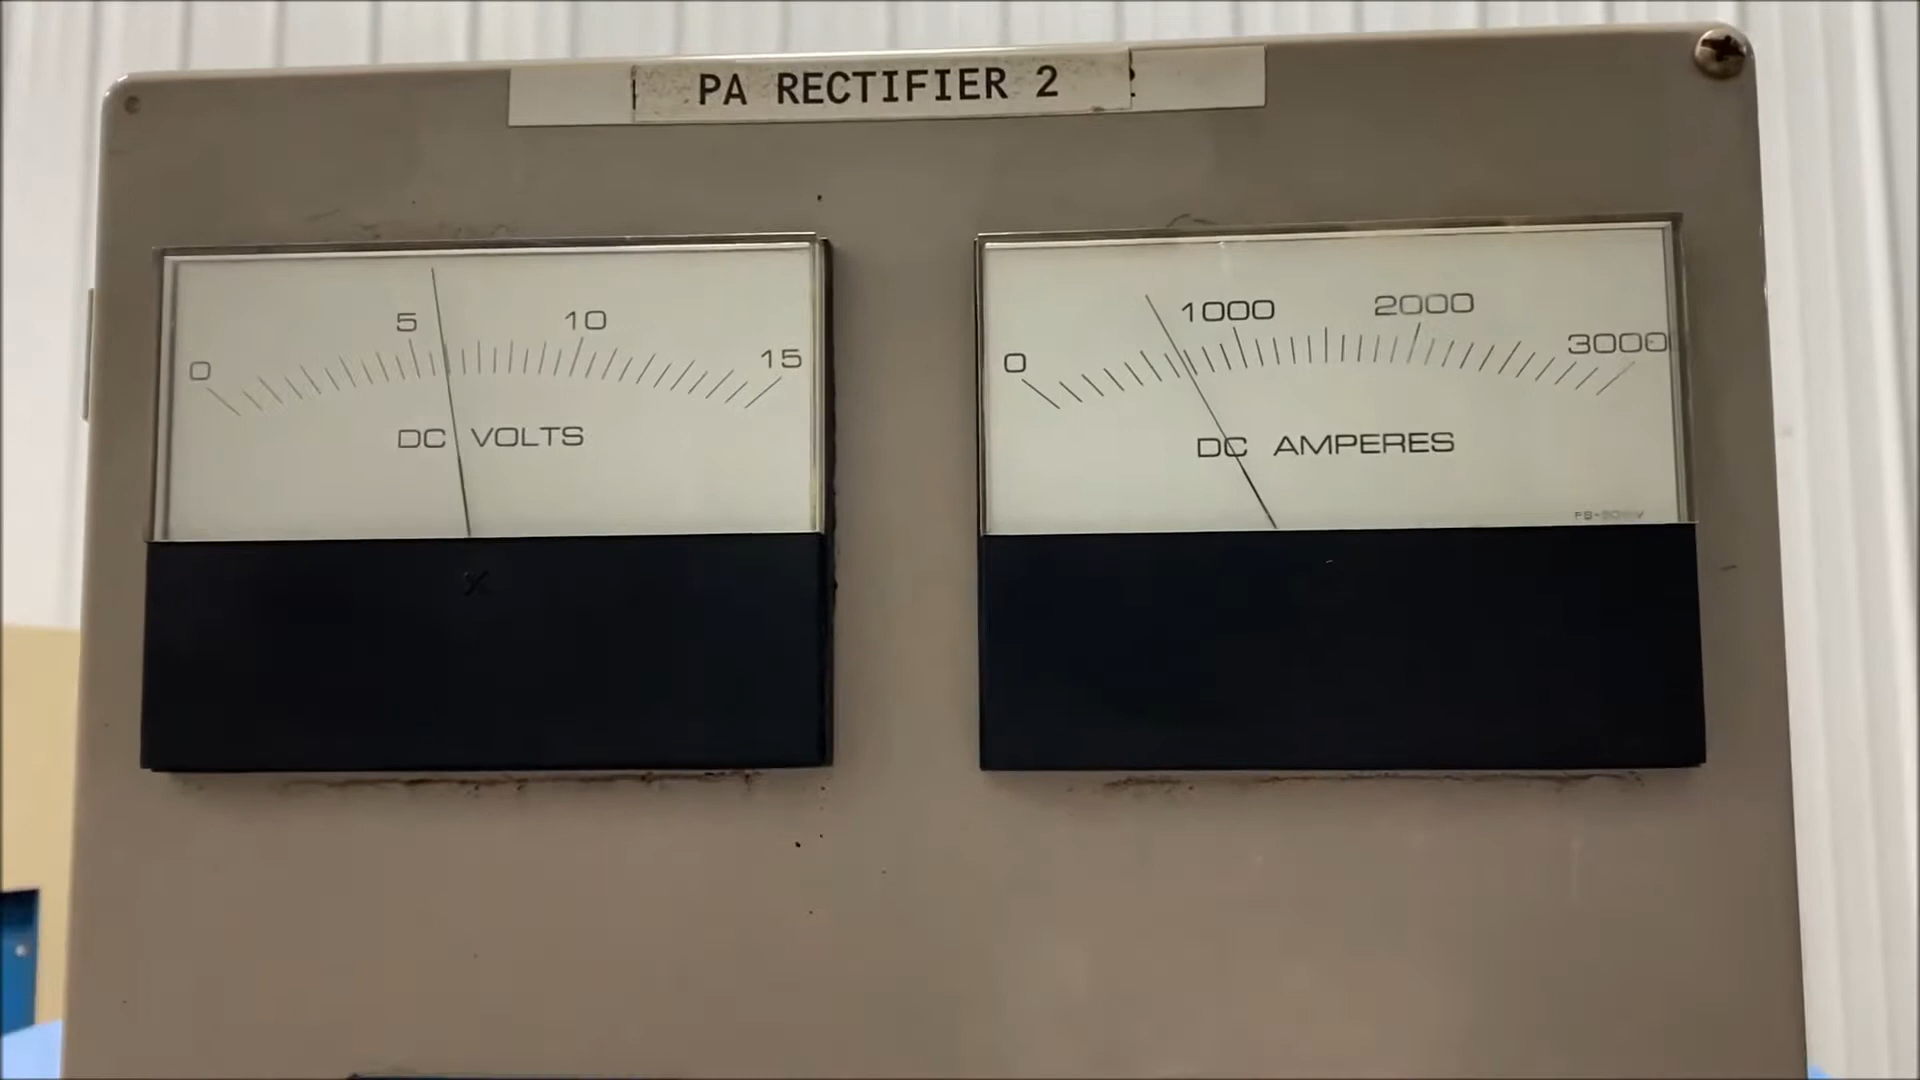 PA RECTIFIER 2
0 5 10 15
DC VOLTS
0 1000 2000 3000
DC AMPERES